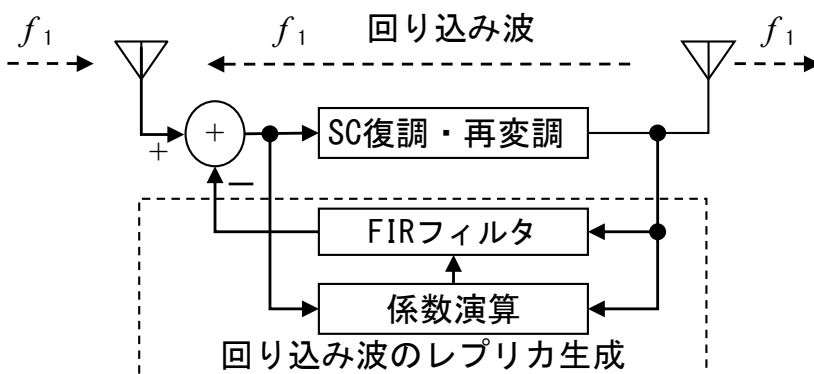 f₁
f₁
回り込み波
f₁
+
+
SC復調・再変調
−
FIRフィルタ
係数演算
回り込み波のレプリカ生成